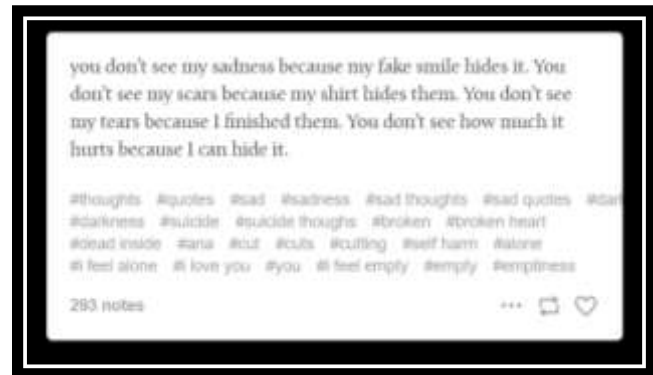 you don't see my sadness because my fake smile hides it. You
don't see my scars because my shirt hides them. You don't see
my tears because I finished them. You don't see how much it
hurts because I can hide it.
#thoughts #quotes #sad #sadness #sad thoughts #sad quotes #dar
#darkness #suicide #suicide thoughs #broken #broken heart
#dead inside #ana #cut #cuts #cutting #self harm #alone
#i feel alone #i love you #you #i feel empty #empty #emptiness
293 notes